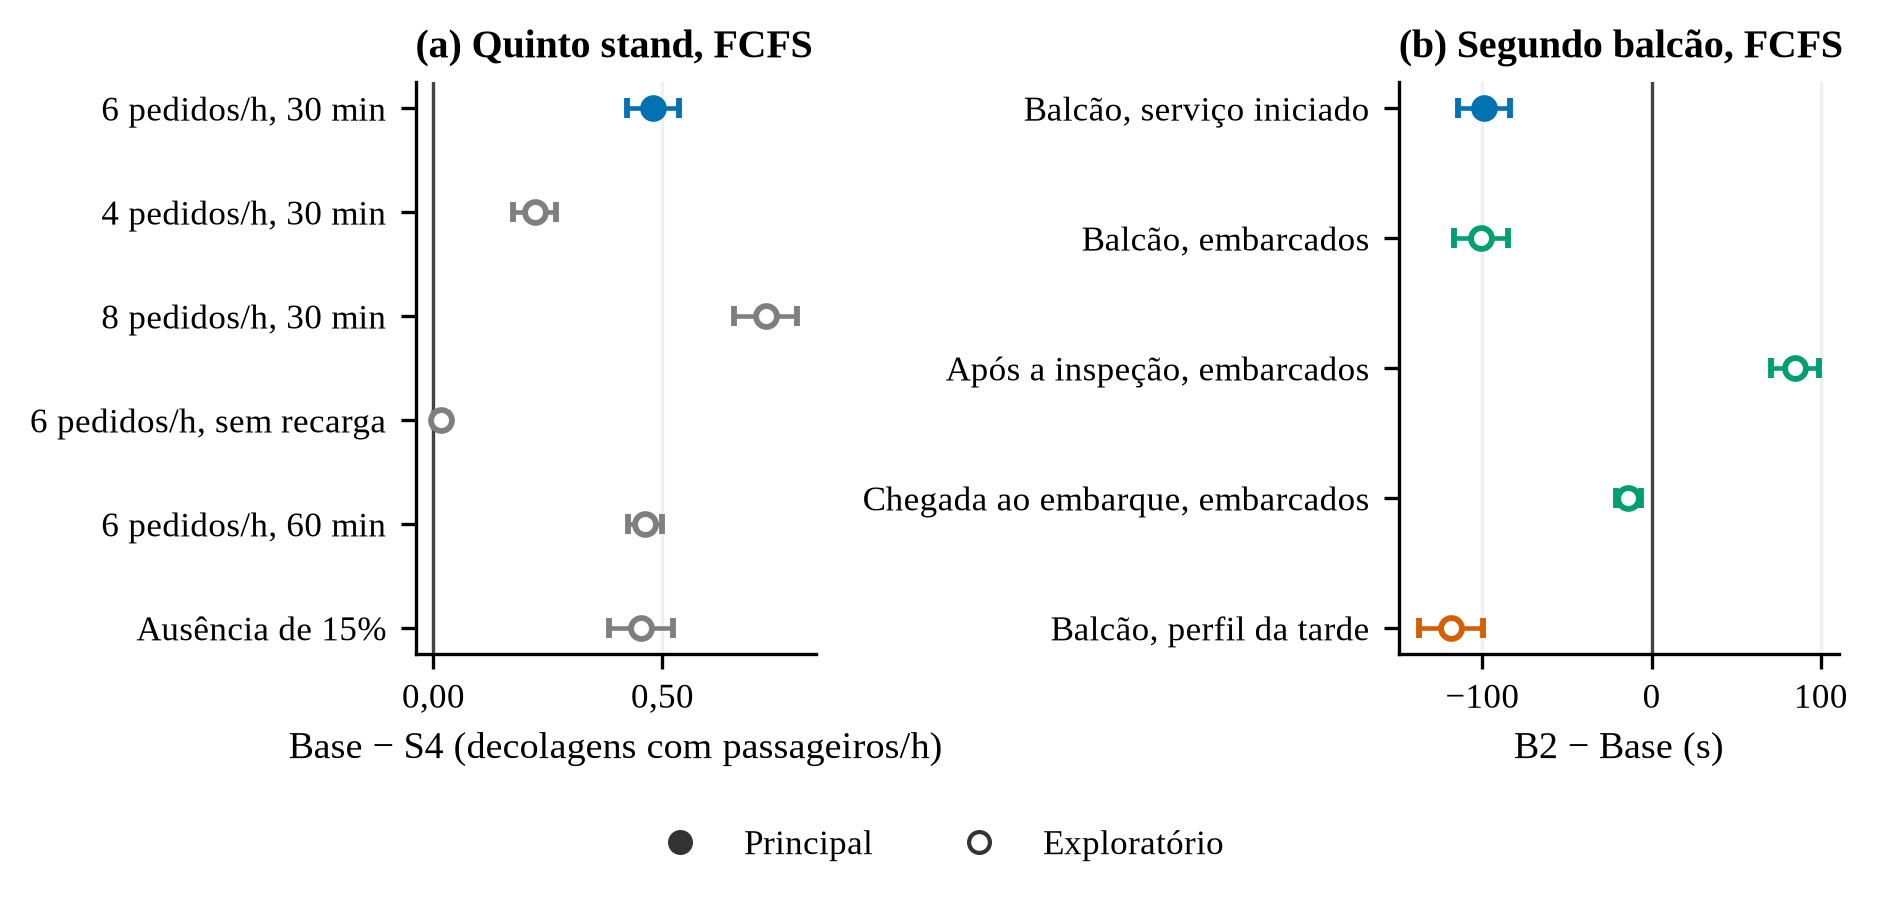 (a) Quinto stand, FCFS
6 pedidos/h, 30 min
4 pedidos/h, 30 min
8 pedidos/h, 30 min
6 pedidos/h, sem recarga
6 pedidos/h, 60 min
Ausência de 15%
0,00 0,50
Base − S4 (decolagens com passageiros/h)
(b) Segundo balcão, FCFS
Balcão, serviço iniciado
Balcão, embarcados
Após a inspeção, embarcados
Chegada ao embarque, embarcados
Balcão, perfil da tarde
−100 0 100
B2 − Base (s)
Principal Exploratório